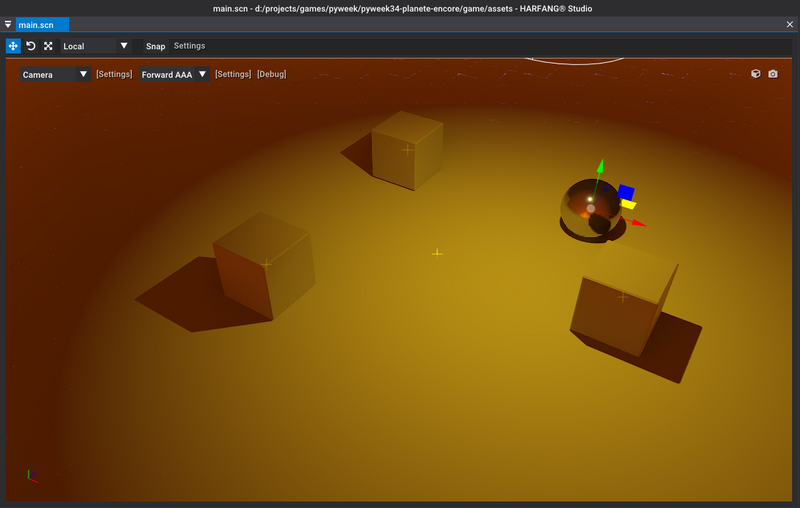 main.scn - d:/projects/games/pyweek/pyweek34-planete-encore/game/assets - HARFANG® Studio
main.scn
Local Snap Settings
Camera [Settings] Forward AAA [Settings] [Debug]